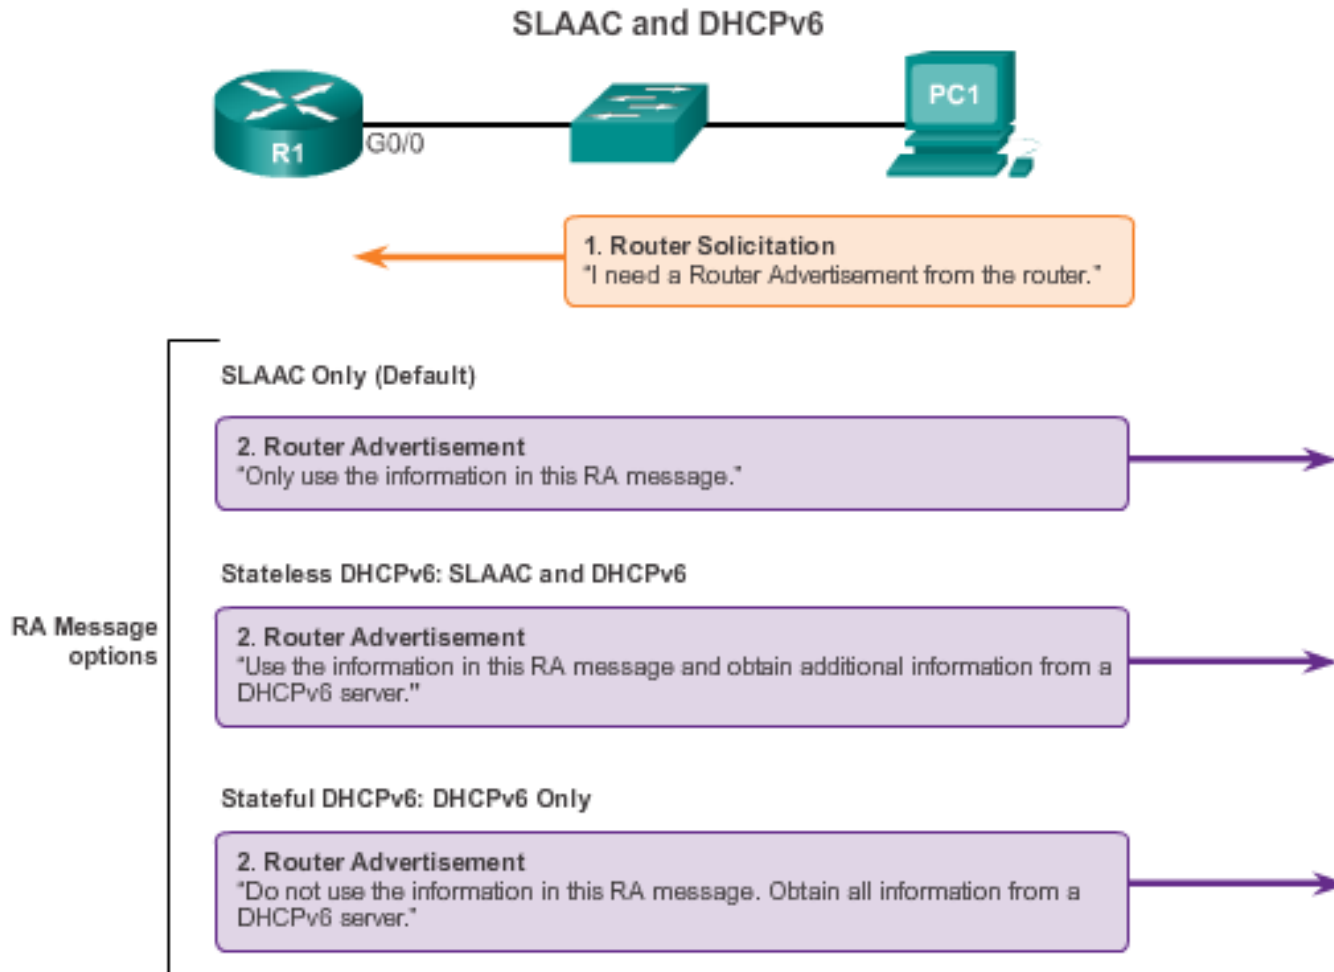 SLAAC and DHCPv6
PC1
G0/0
R1
1. Router Solicitation
"I need a Router Advertisement from the router."
SLAAC Only (Default)
2. Router Advertisement
"Only use the information in this RA message."
Stateless DHCPv6: SLAAC and DHCPv6
RA Message
options
2. Router Advertisement
"Use the information in this RA message and obtain additional information from a
DHCPv6 server."
Stateful DHCPv6: DHCPv6 Only
2. Router Advertisement
"Do not use the information in this RA message. Obtain all information from a
DHCPv6 server."